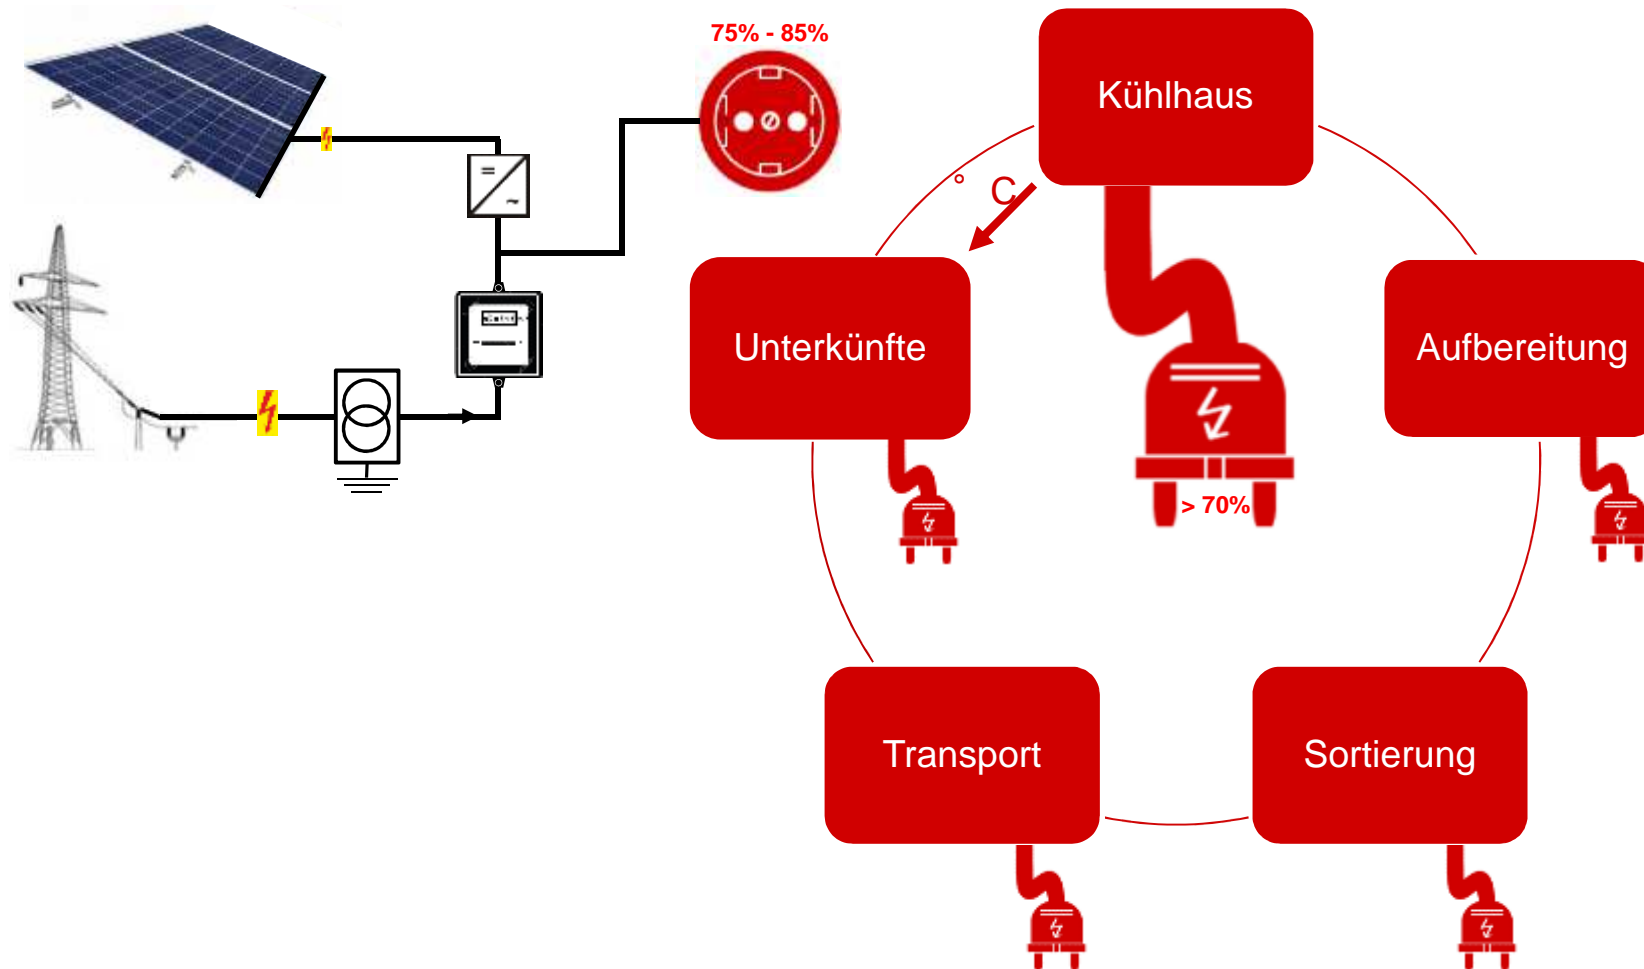 75% - 85%
Kühlhaus
° C
Unterkünfte
Aufbereitung
> 70%
Transport
Sortierung